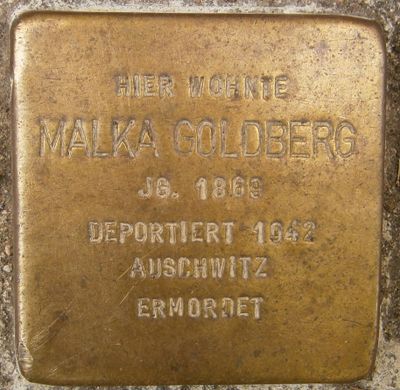 HIER WOHNTE
MALKA GOLDBERG
JG. 1869
DEPORTIERT 1942
AUSCHWITZ
ERMORDET